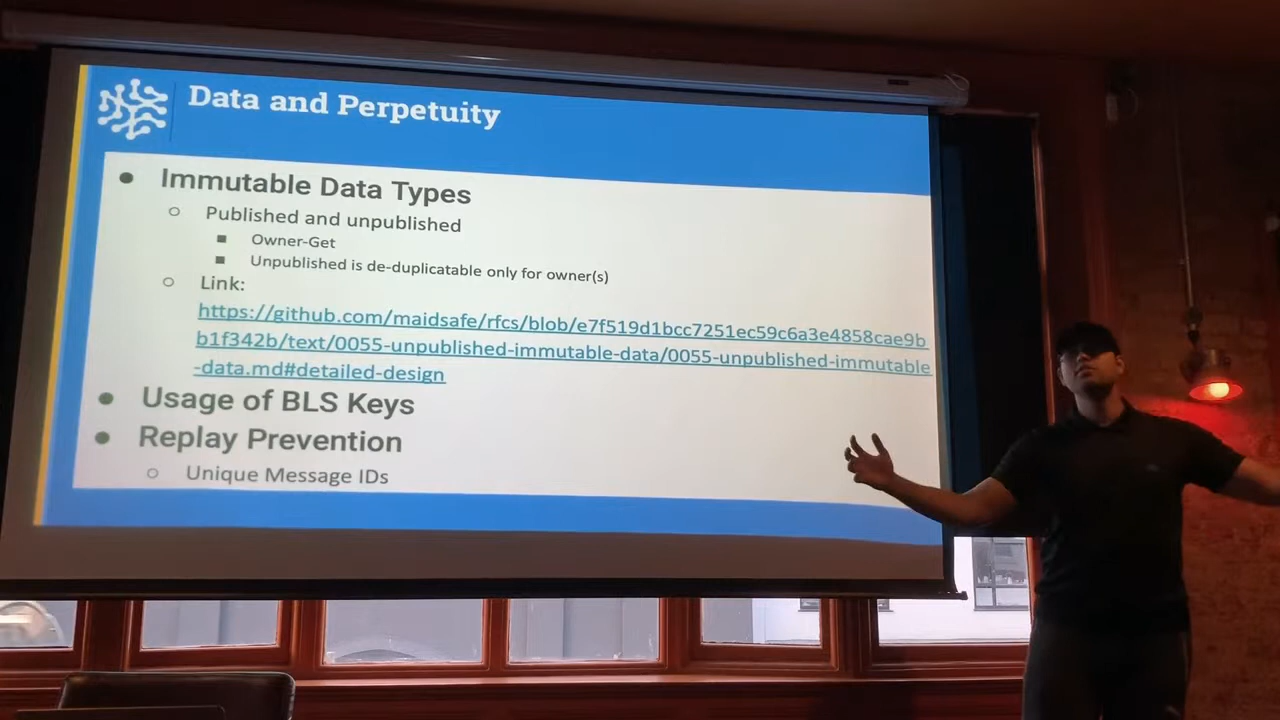 Data and Perpetuity
Immutable Data Types
Published and unpublished
Owner-Get
Unpublished is de-duplicatable only for owner(s)
Link:
https://github.com/maidsafe/rfcs/blob/e7f519d1bcc7251ec59c6a3e4858cae9b
b1f342b/text/0055-unpublished-immutable-data/0055-unpublished-immutable
-data.md#detailed-design
Usage of BLS Keys
Replay Prevention
Unique Message IDs